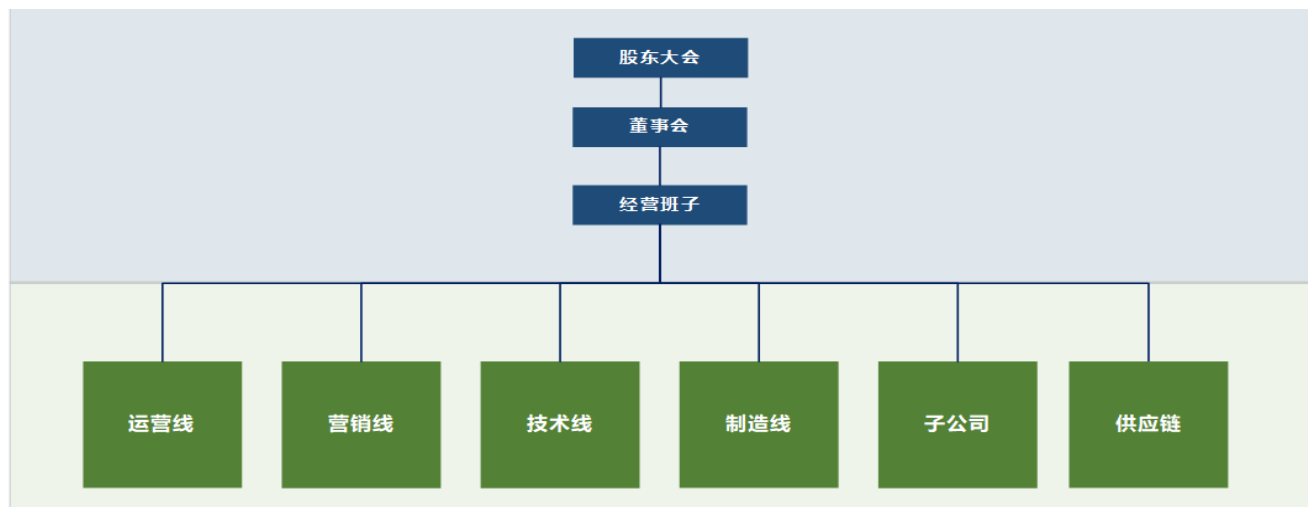 股东大会
董事会
经营班子
运营线
营销线
技术线
制造线
子公司
供应链